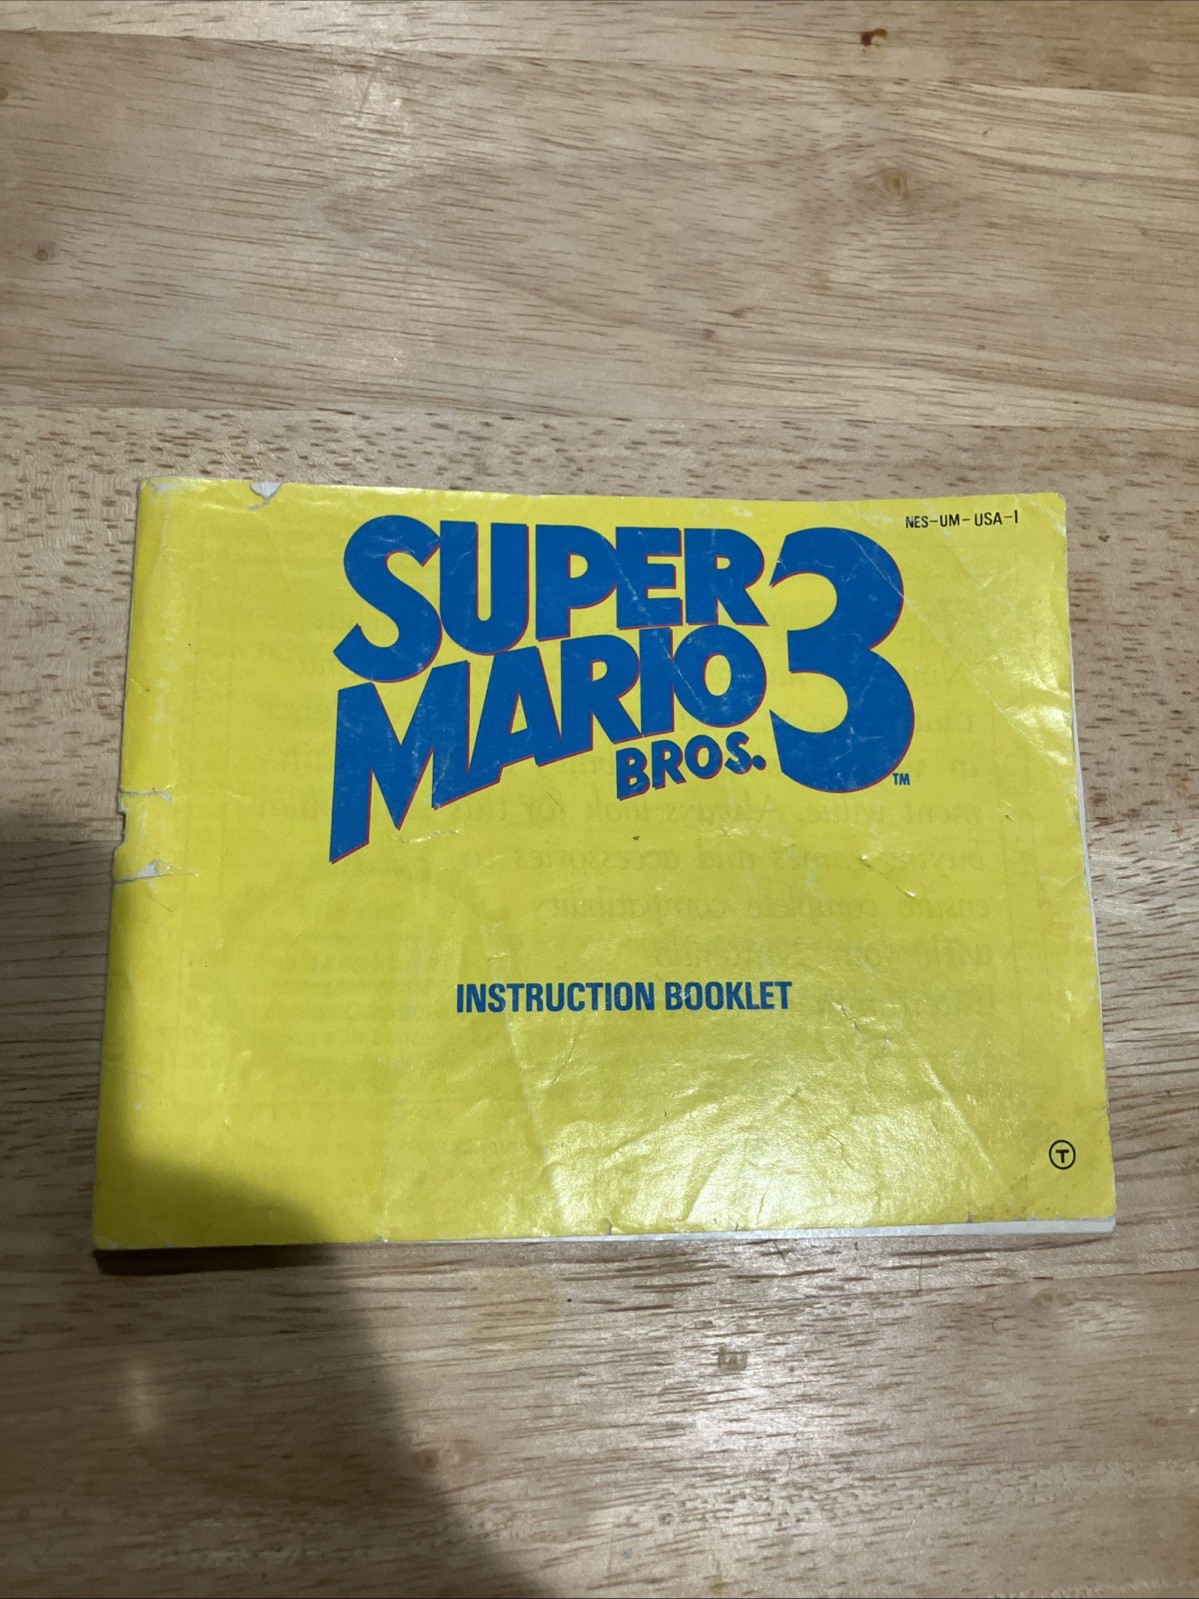 NES-UM-USA-1
SUPER
MARIO
BROS. 3
TM
INSTRUCTION BOOKLET
T